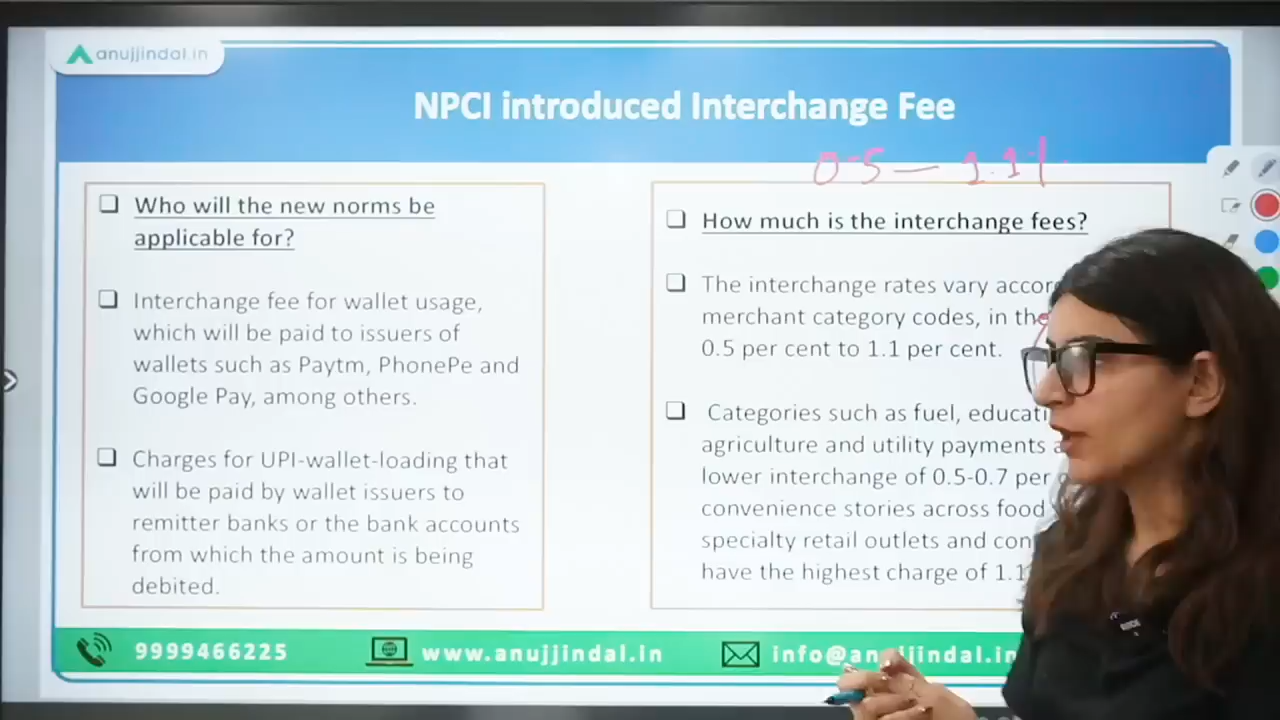 anujjindal.in
NPCI introduced Interchange Fee
0.5 — 1.1%
Who will the new norms be
applicable for?
Interchange fee for wallet usage,
which will be paid to issuers of
wallets such as Paytm, PhonePe and
Google Pay, among others.
Charges for UPI-wallet-loading that
will be paid by wallet issuers to
remitter banks or the bank accounts
from which the amount is being
debited.
How much is the interchange fees?
The interchange rates vary
merchant category codes, in the
0.5 per cent to 1.1 per cent.
Categories such as fuel,
agriculture and utility payments
lower interchange of 0.5-0.7 per
convenience stories across food
specialty retail outlets and
have the highest charge of 1.1
9999466225
www.anujjindal.in
info@anujjindal.in